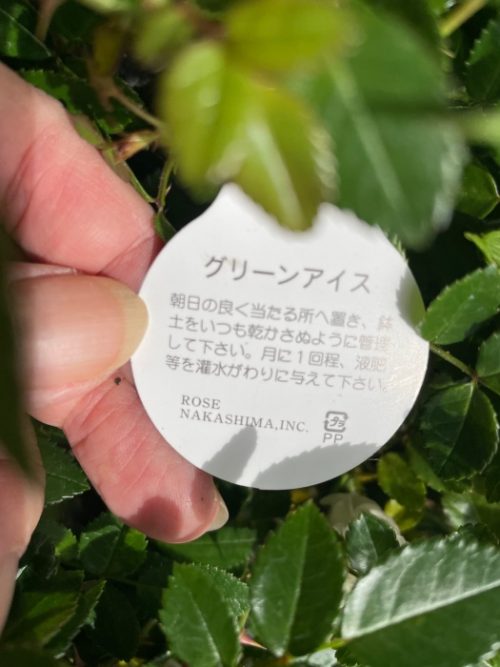 グリーンアイス
朝日の良く当たる所へ置き、鉢
土をいつも乾かさぬように管理
して下さい。月に1回程、液肥
等を灌水がわりに与えて下さい。
ROSE
NAKASHIMA,INC.
プラ
PP